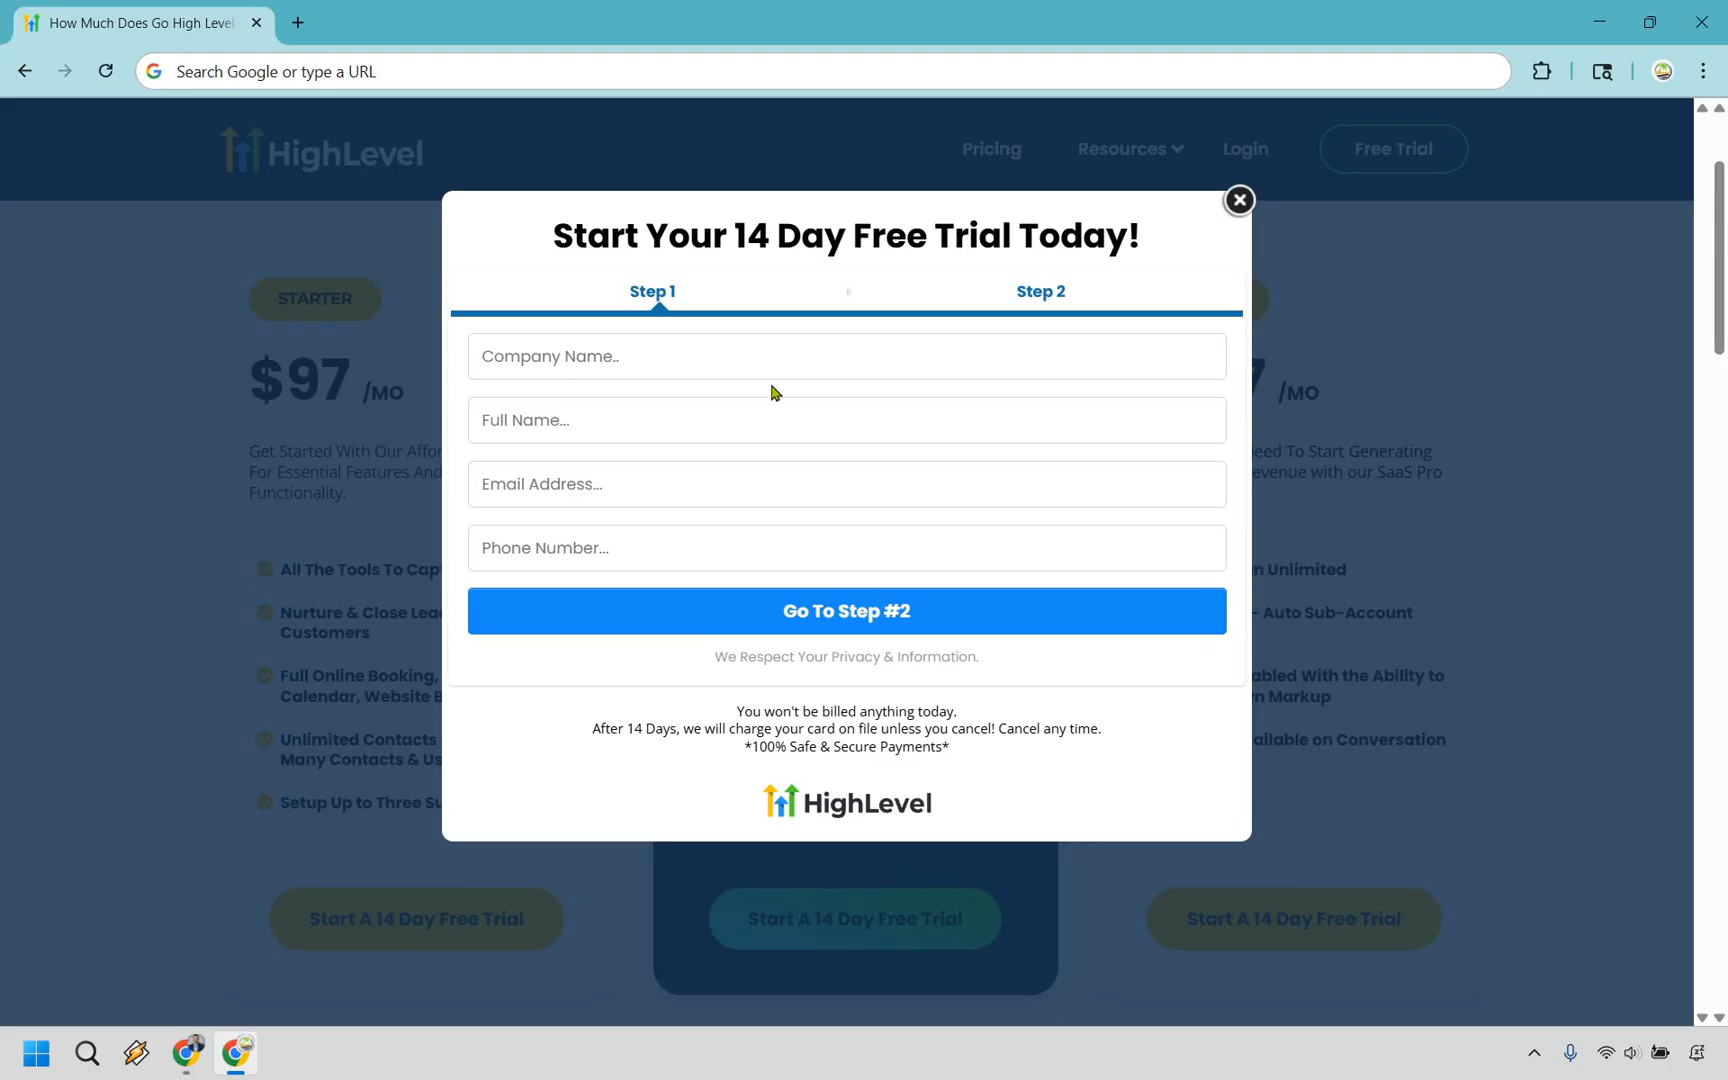 How Much Does Go High Level
Search Google or type a URL
HighLevel
Pricing
Resources
Login
Free Trial
Start Your 14 Day Free Trial Today!
Step 1
Step 2
Company Name..
Full Name...
Email Address...
Phone Number...
Go To Step #2
We Respect Your Privacy & Information.
You won't be billed anything today.
After 14 Days, we will charge your card on file unless you cancel! Cancel any time.
*100% Safe & Secure Payments*
HighLevel
STARTER
$97 /MO
Get Started With Our Affor
For Essential Features And
Functionality.
All The Tools To Cap
Nurture & Close Lea
Customers
Full Online Booking,
Calendar, Website B
Unlimited Contacts
Many Contacts & Us
Setup Up to Three Su
Start A 14 Day Free Trial
Start A 14 Day Free Trial
7 /MO
eed To Start Generating
evenue with our SaaS Pro
n Unlimited
- Auto Sub-Account
abled With the Ability to
n Markup
ailable on Conversation
Start A 14 Day Free Trial